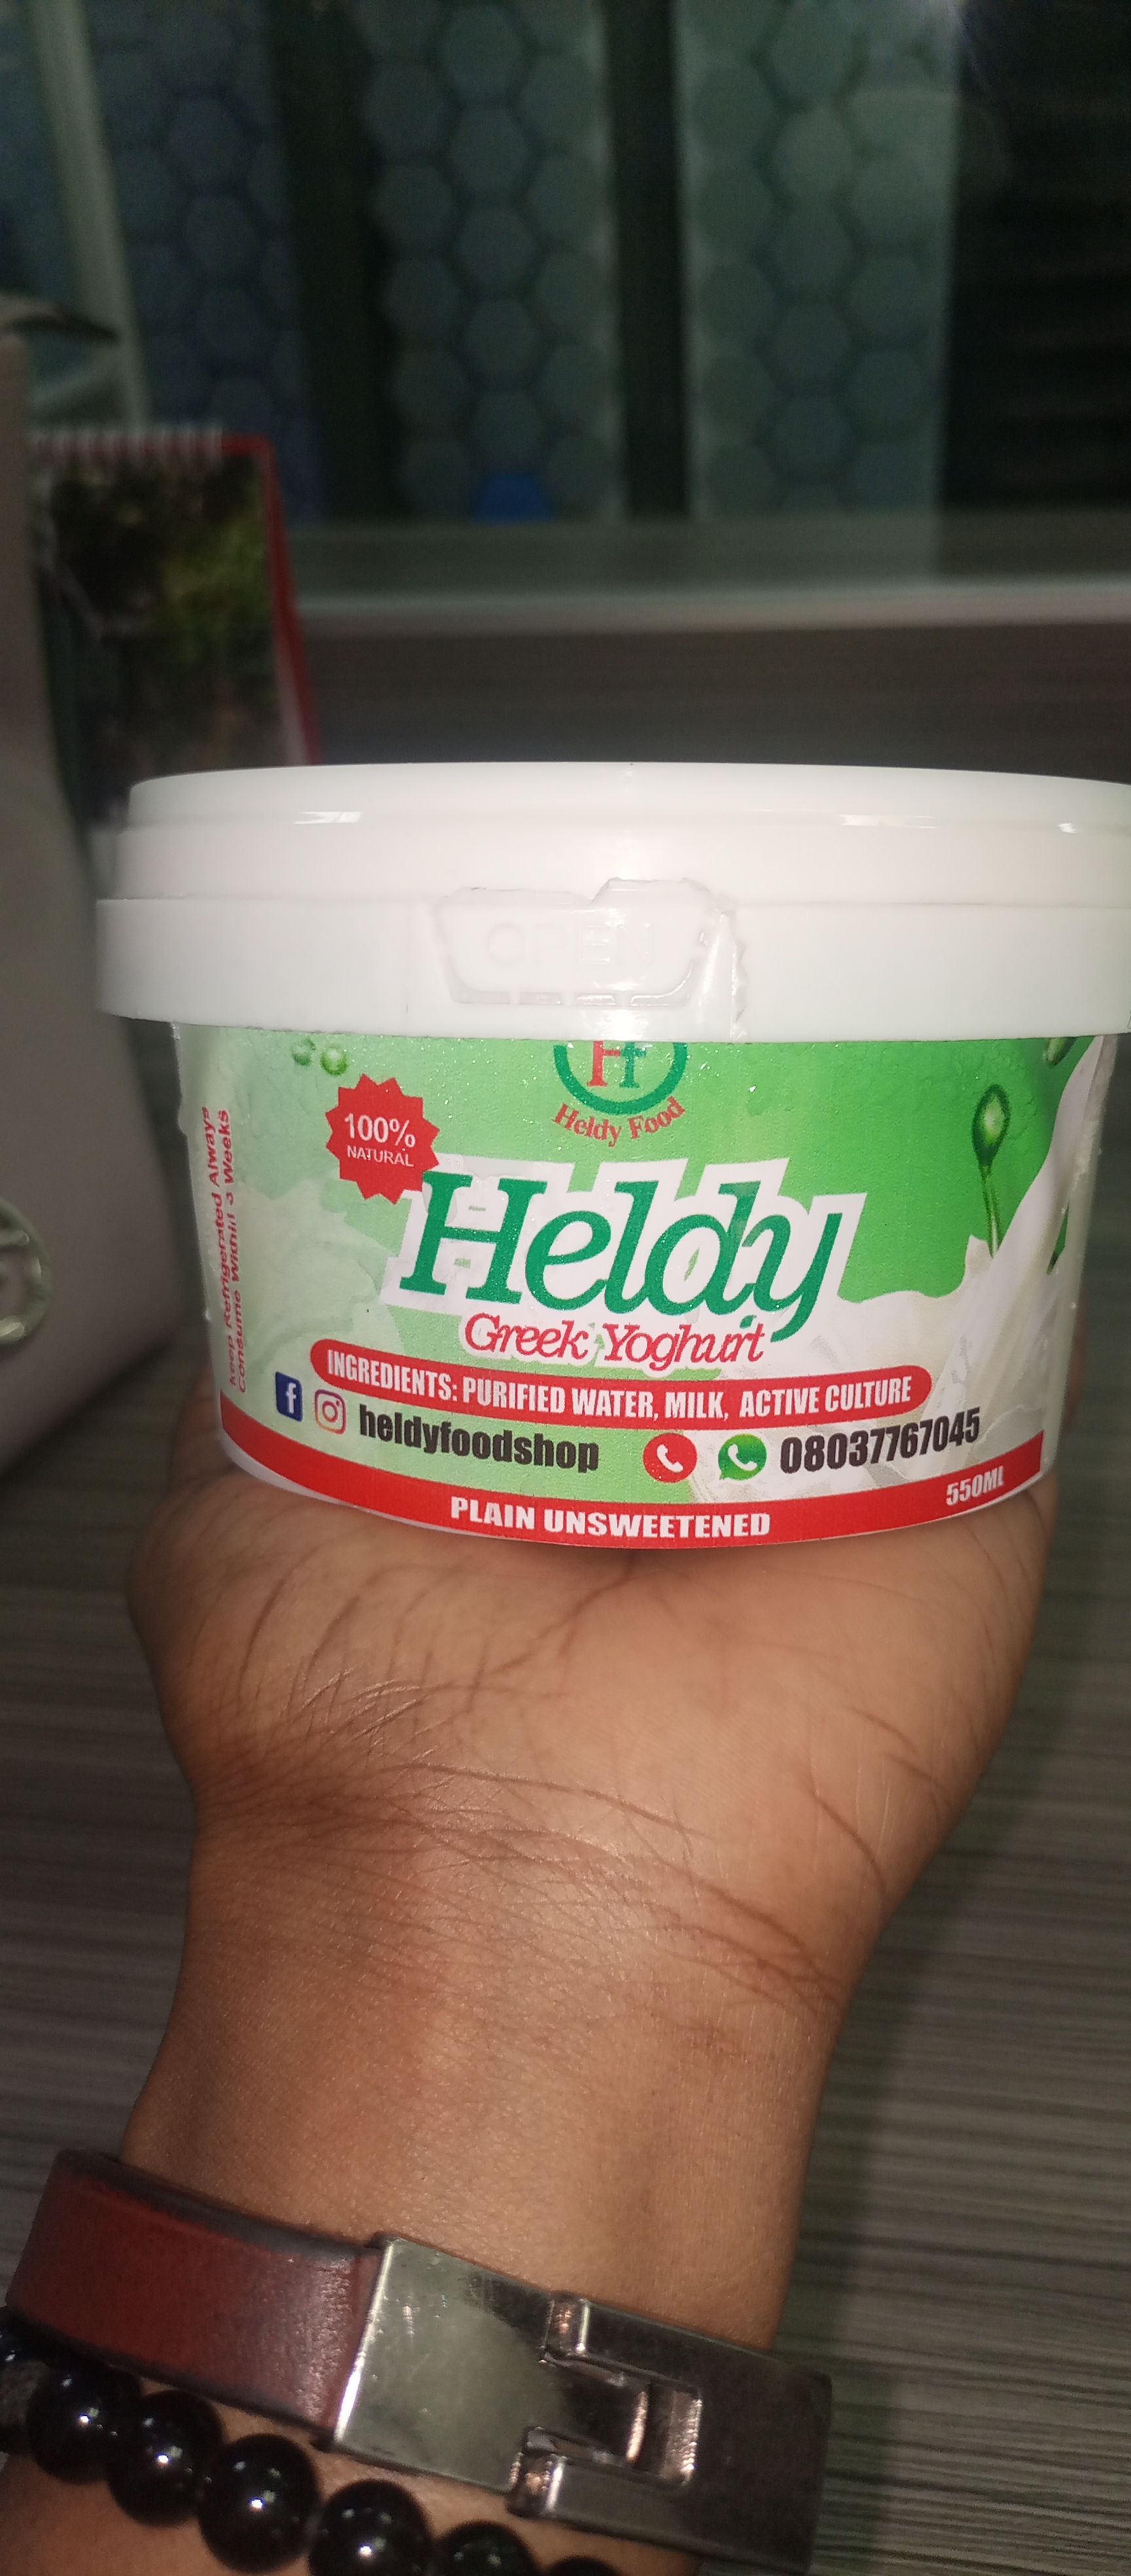 OPEN
H
Heldy Food
100%
NATURAL
Heldy
Greek Yoghurt
INGREDIENTS: PURIFIED WATER, MILK, ACTIVE CULTURE
heldyfoodshop
08037767045
550ML
PLAIN UNSWEETENED
Keep Refrigerated Always
Consume Within 3 Weeks